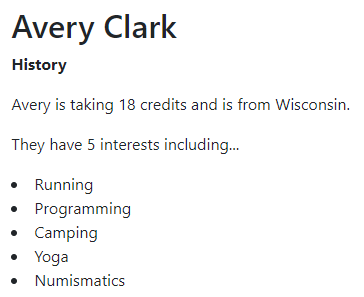 Avery Clark
History
Avery is taking 18 credits and is from Wisconsin.
They have 5 interests including...
• Running
• Programming
• Camping
• Yoga
• Numismatics